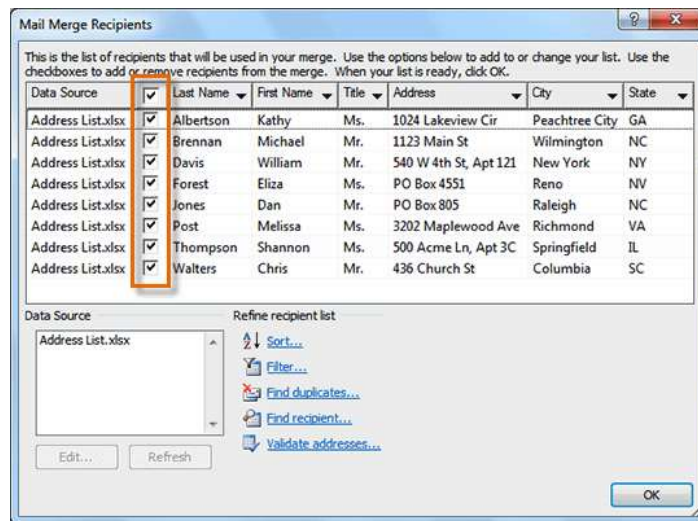 Mail Merge Recipients
This is the list of recipients that will be used in your merge. Use the options below to add to or change your list. Use the
checkboxes to add or remove recipients from the merge. When your list is ready, click OK.
Data Source Last Name First Name Title Address City State
Address List.xlsx Albertson Kathy Ms. 1024 Lakeview Cir Peachtree City GA
Address List.xlsx Brennan Michael Mr. 1123 Main St Wilmington NC
Address List.xlsx Davis William Mr. 540 W 4th St, Apt 121 New York NY
Address List.xlsx Forest Eliza Ms. PO Box 4551 Reno NV
Address List.xlsx Jones Dan Mr. PO Box 805 Raleigh NC
Address List.xlsx Post Melissa Ms. 3202 Maplewood Ave Richmond VA
Address List.xlsx Thompson Shannon Ms. 500 Acme Ln, Apt 3C Springfield IL
Address List.xlsx Walters Chris Mr. 436 Church St Columbia SC
Data Source Refine recipient list
Address List.xlsx Sort...
Filter...
Find duplicates...
Find recipient...
Edit... Refresh Validate addresses...
OK